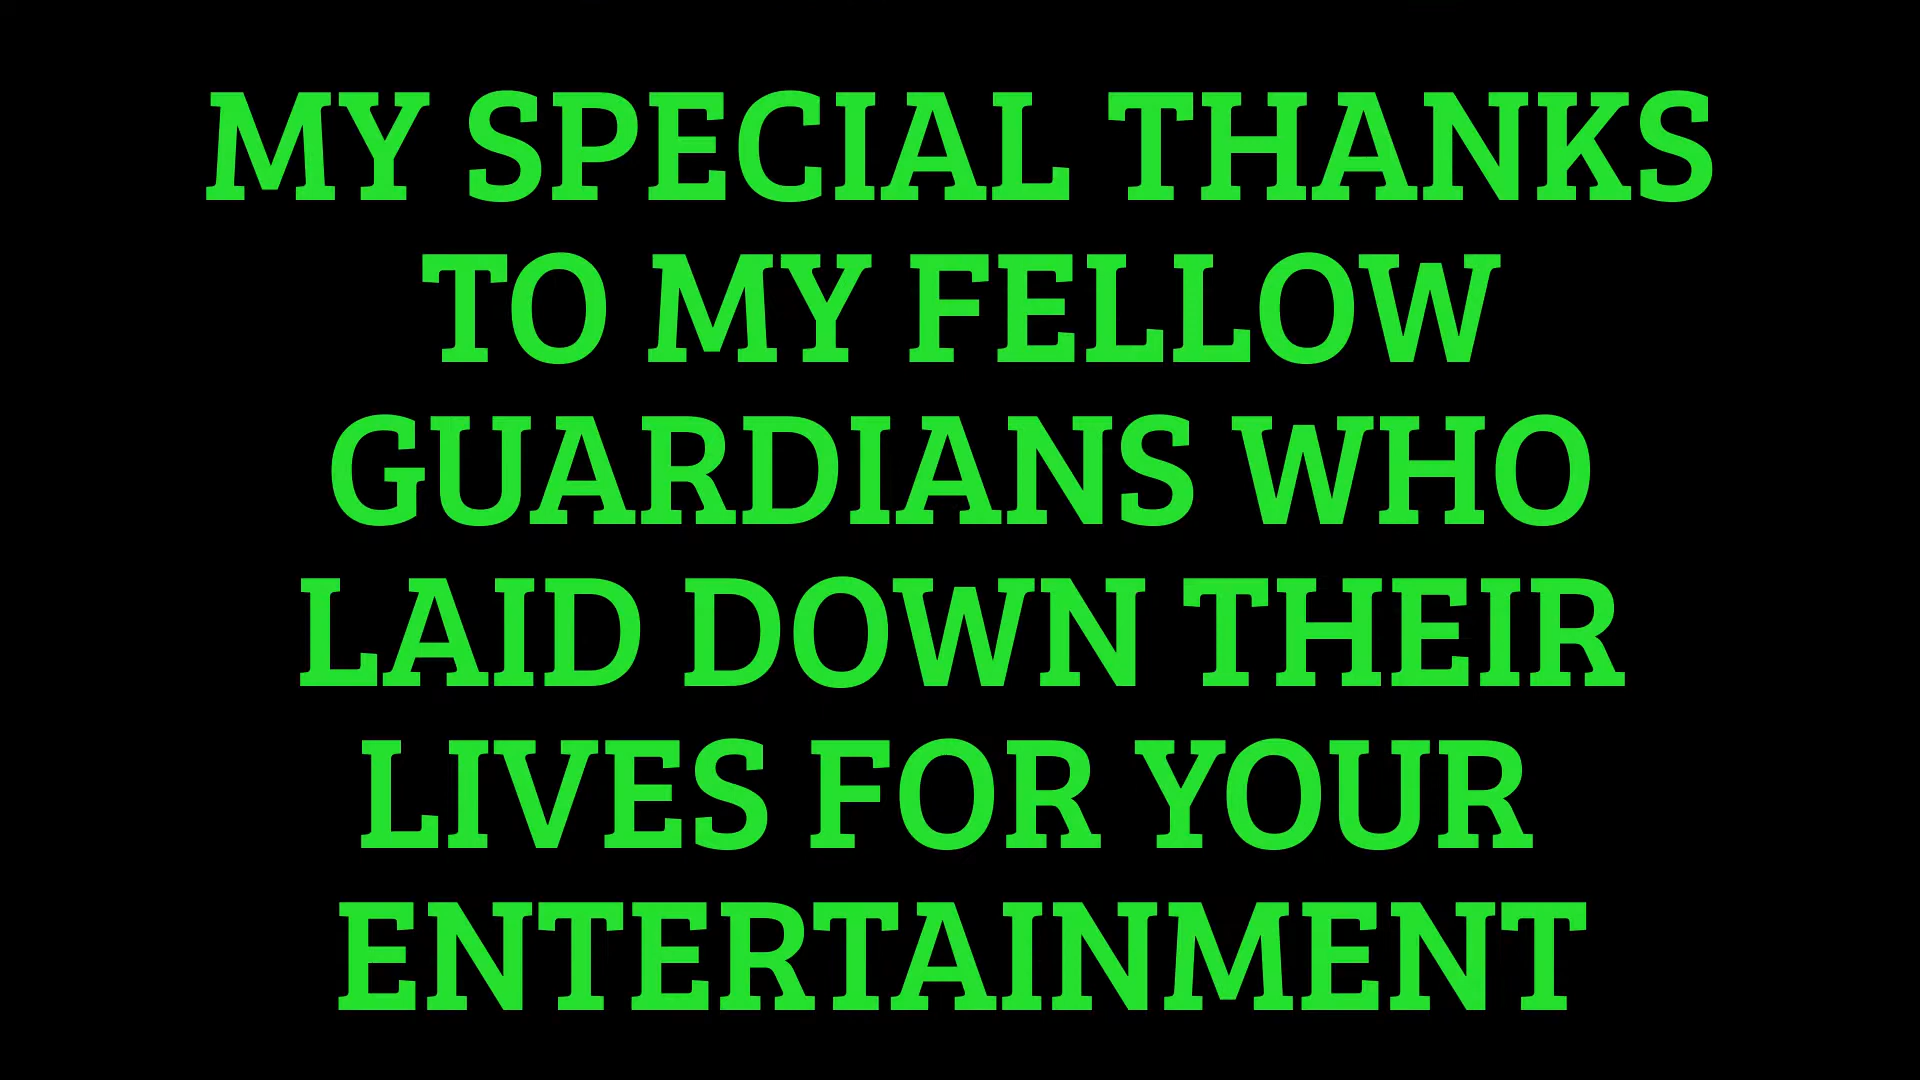 MY SPECIAL THANKS
TO MY FELLOW
GUARDIANS WHO
LAID DOWN THEIR
LIVES FOR YOUR
ENTERTAINMENT